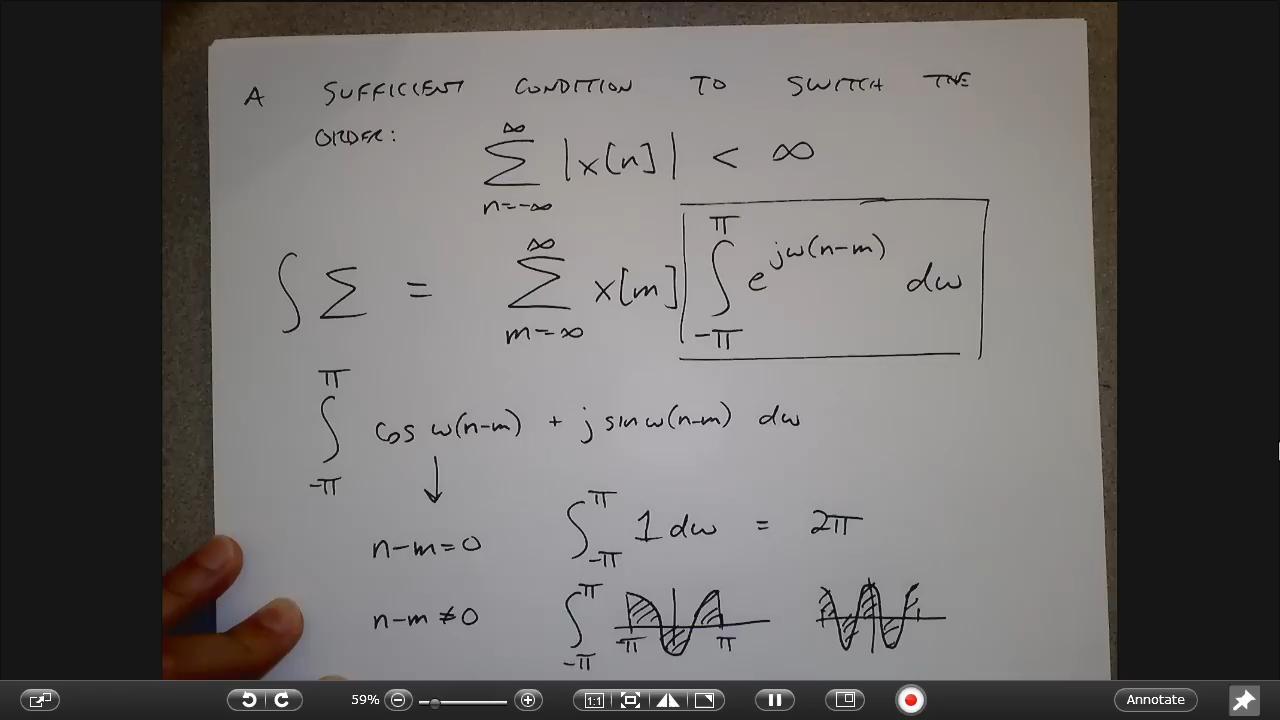 A SUFFICIENT CONDITION TO SWITCH THE
ORDER: ∑_{n=-∞}^{∞} |x[n]| < ∞
∫ ∑ = ∑_{m=∞}^{∞} x[m] ∫_{-π}^{π} e^{jω(n-m)} dω
∫_{-π}^{π} cos ω(n-m) + j sin ω(n-m) dω
↓
n-m=0 ∫_{-π}^{π} 1 dω = 2π
n-m≠0 ∫_{-π}^{π} -π π
59% 1:1 Annotate